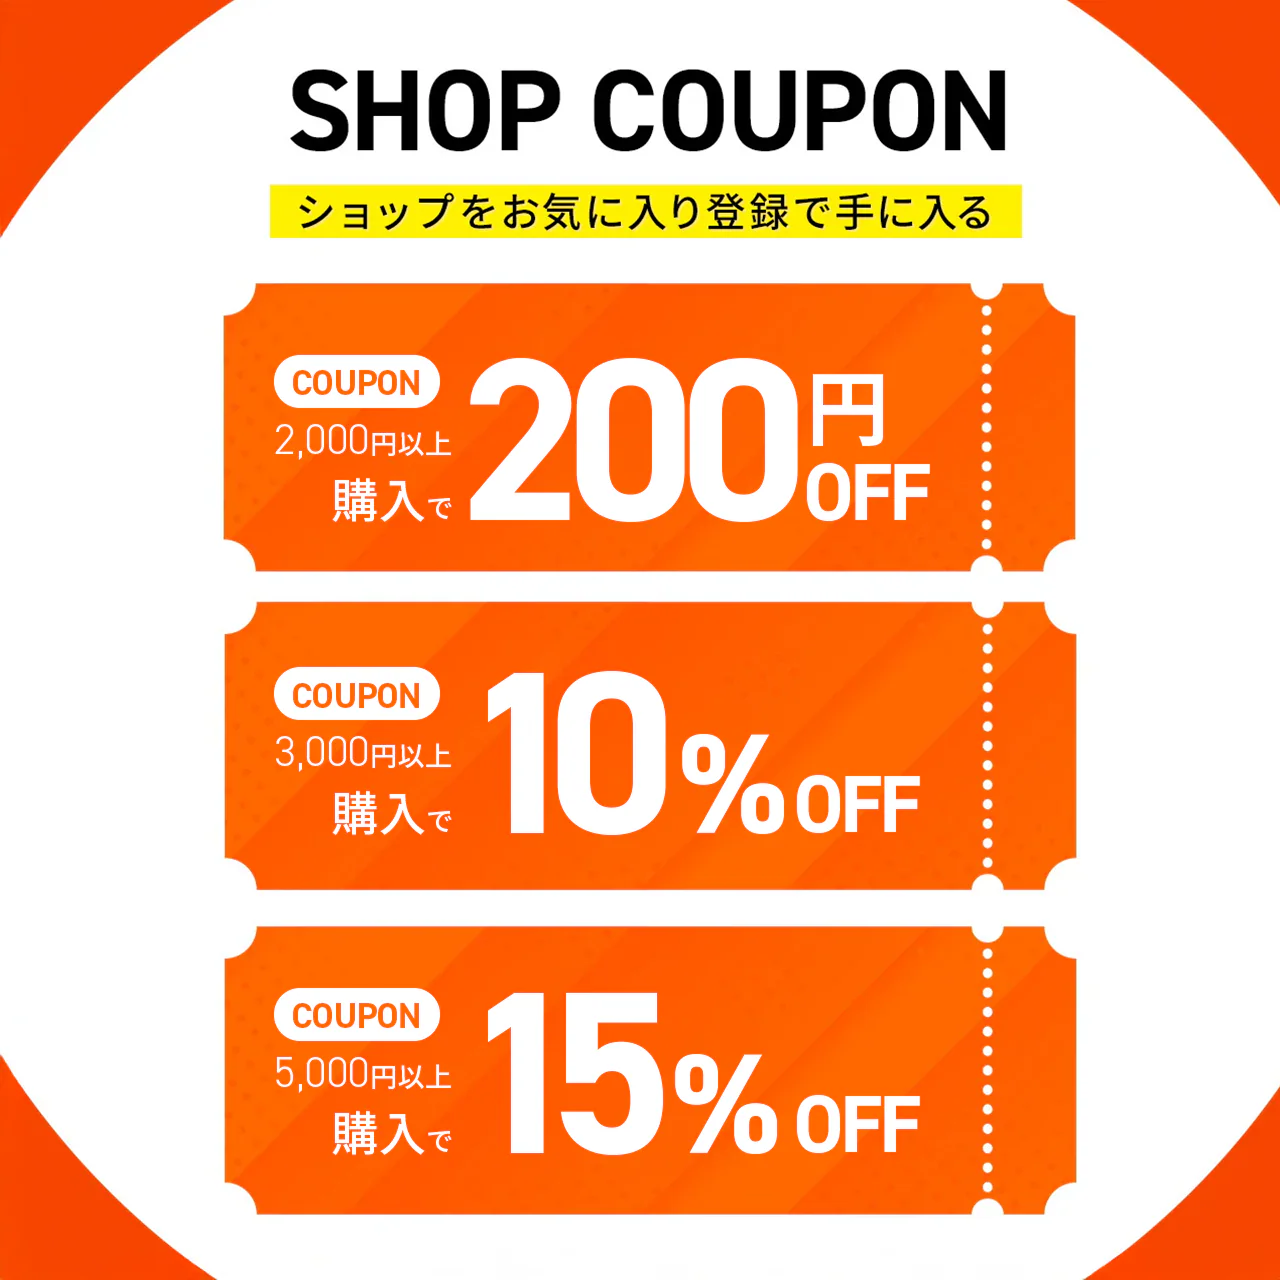 SHOP COUPON
ショップをお気に入り登録で手に入る
COUPON
2,000円以上
購入で
200円
OFF
COUPON
3,000円以上
購入で
10%OFF
COUPON
5,000円以上
購入で
15%OFF